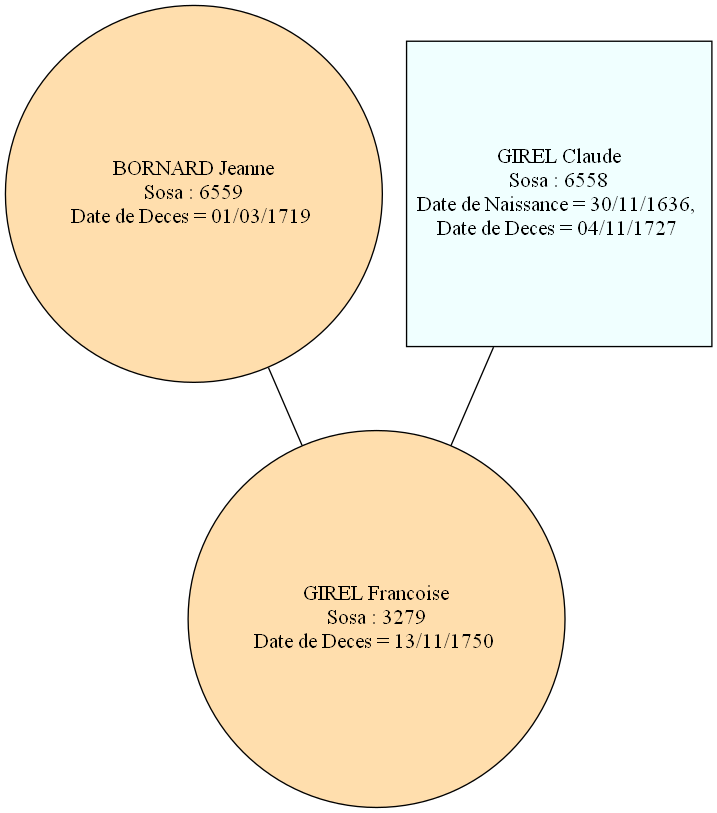 BORNARD Jeanne
Sosa : 6559
Date de Deces = 01/03/1719
GIREL Claude
Sosa : 6558
Date de Naissance = 30/11/1636,
Date de Deces = 04/11/1727
GIREL Francoise
Sosa : 3279
Date de Deces = 13/11/1750